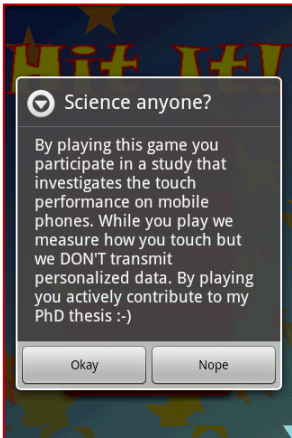 Hit It!
Science anyone?
By playing this game you
participate in a study that
investigates the touch
performance on mobile
phones. While you play we
measure how you touch but
we DON'T transmit
personalized data. By playing
you actively contribute to my
PhD thesis :-)
Okay
Nope